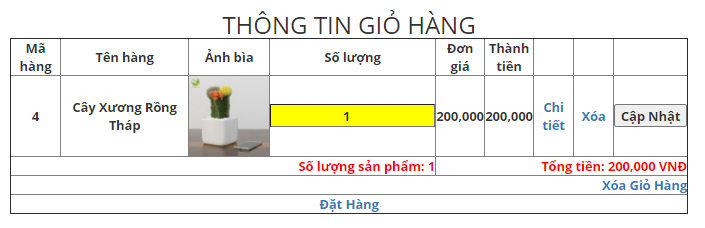 THÔNG TIN GIỎ HÀNG
Mã hàng Tên hàng Ảnh bìa Số lượng Đơn giá Thành tiền
4 Cây Xương Rồng Tháp 1 200,000 200,000 Chi tiết Xóa Cập Nhật
Số lượng sản phẩm: 1 Tổng tiền: 200,000 VNĐ
Xóa Giỏ Hàng
Đặt Hàng